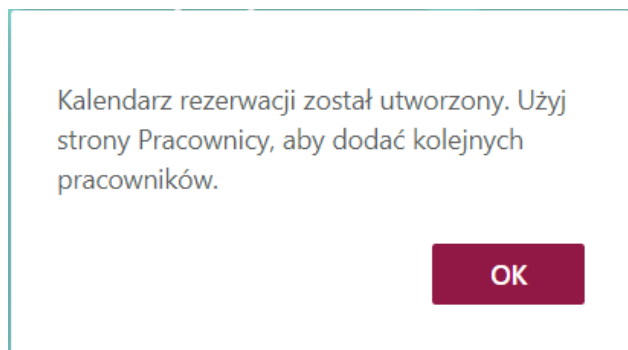 Kalendarz rezerwacji został utworzony. Użyj
strony Pracownicy, aby dodać kolejnych
pracowników.
OK